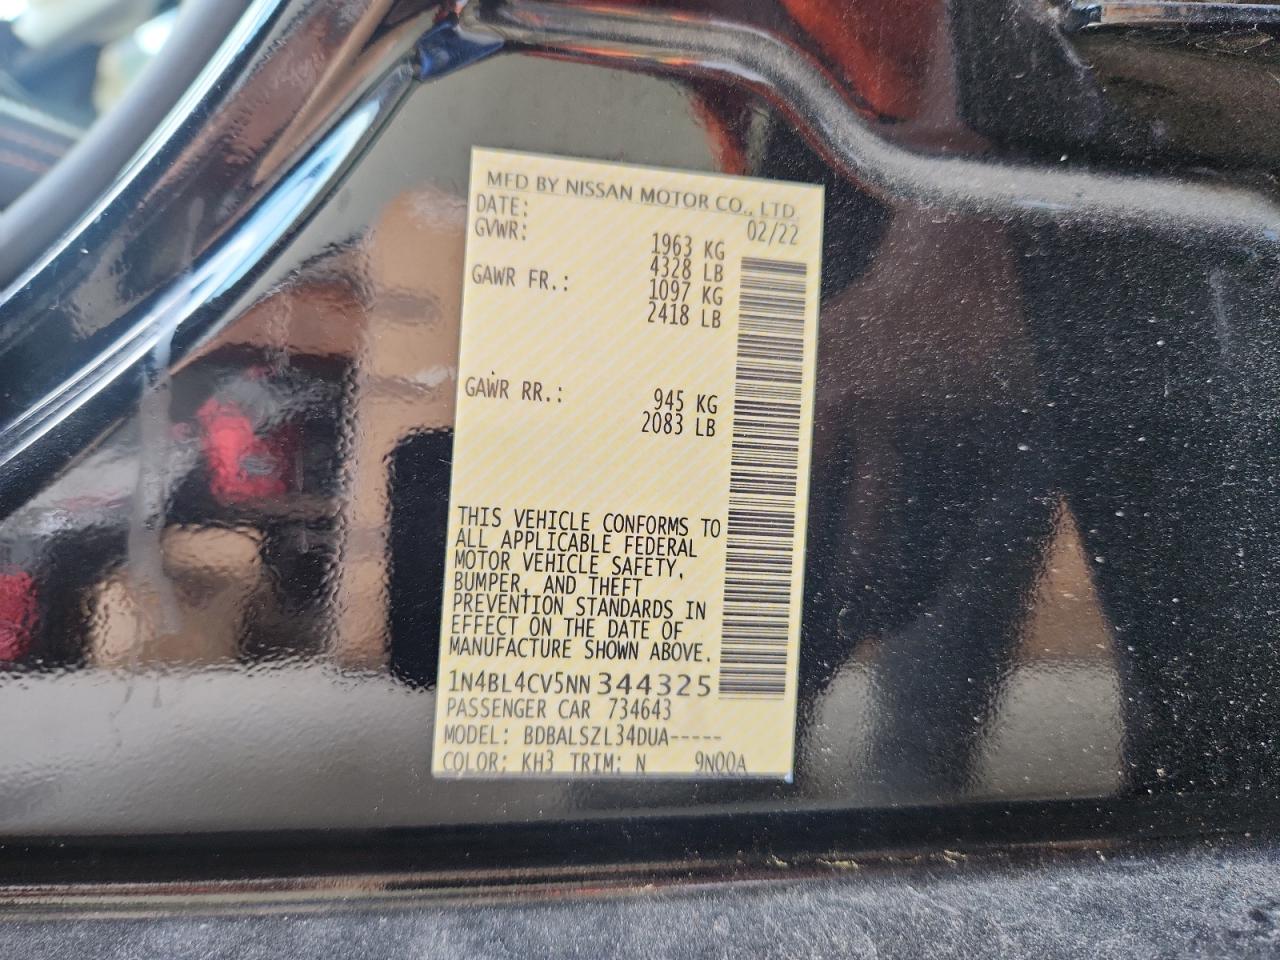 MFD BY NISSAN MOTOR CO., LTD.
DATE: 02/22
GVWR: 1963 KG
4328 LB
GAWR FR.: 1097 KG
2418 LB
GAWR RR.: 945 KG
2083 LB
THIS VEHICLE CONFORMS TO
ALL APPLICABLE FEDERAL
MOTOR VEHICLE SAFETY,
BUMPER, AND THEFT
PREVENTION STANDARDS IN
EFFECT ON THE DATE OF
MANUFACTURE SHOWN ABOVE.
1N4BL4CV5NN344325
PASSENGER CAR 734643
MODEL: BDBALSZL34DUA-----
COLOR: KH3 TRIM: N 9N00A